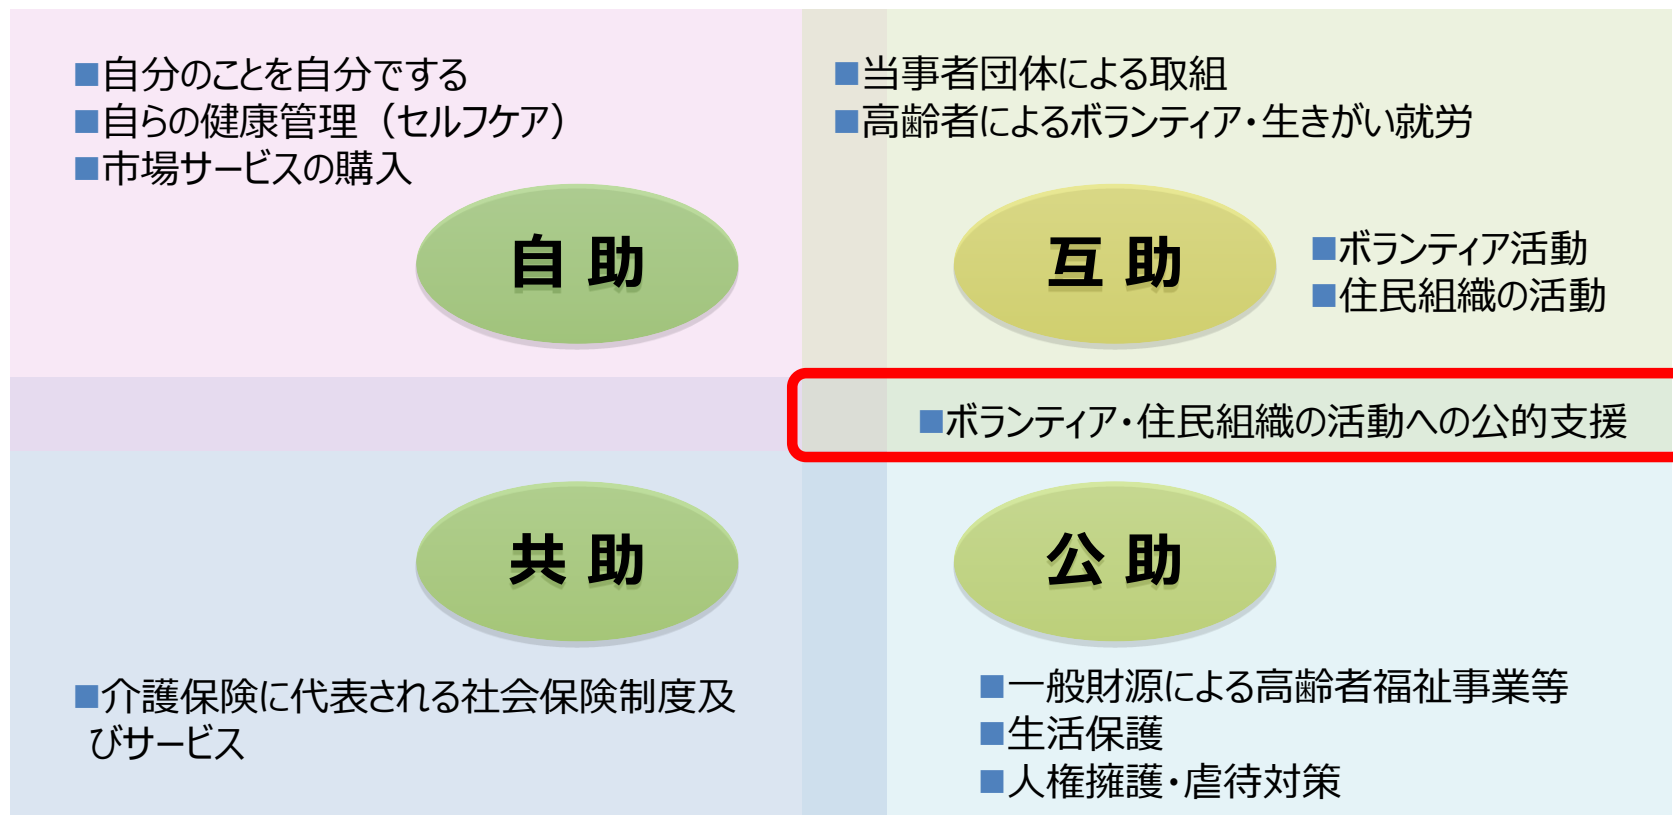 ■自分のことを自分でする
■自らの健康管理（セルフケア）
■市場サービスの購入
自助
■当事者団体による取組
■高齢者によるボランティア・生きがい就労
互助
■ボランティア活動
■住民組織の活動
■ボランティア・住民組織の活動への公的支援
共助
■介護保険に代表される社会保険制度及
びサービス
公助
■一般財源による高齢者福祉事業等
■生活保護
■人権擁護・虐待対策